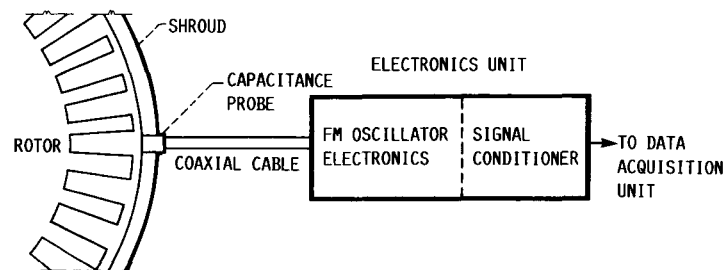 SHROUD
ELECTRONICS UNIT
CAPACITANCE
PROBE
ROTOR
COAXIAL CABLE
FM OSCILLATOR
ELECTRONICS
SIGNAL
CONDITIONER
TO DATA
ACQUISITION
UNIT